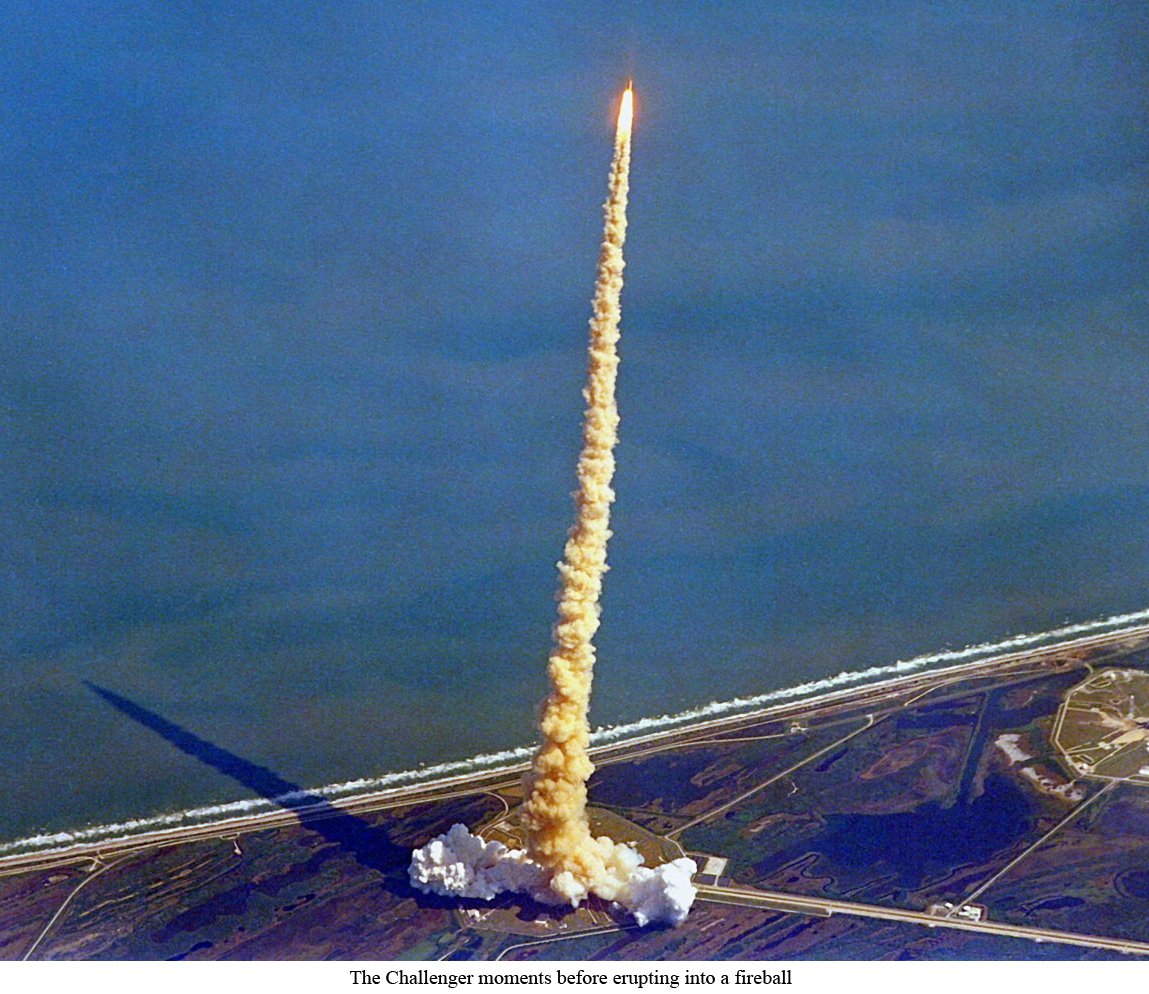 The Challenger moments before erupting into a fireball